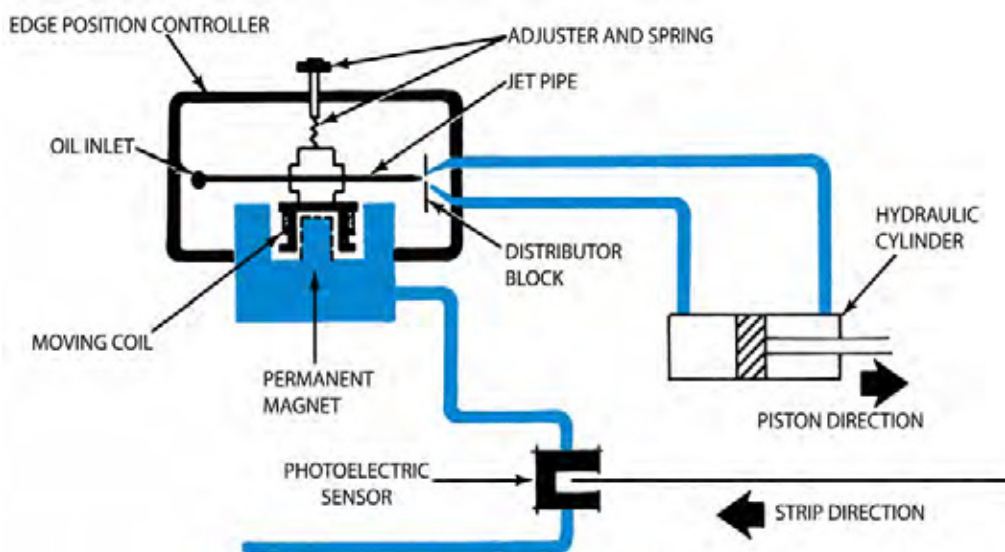 EDGE POSITION CONTROLLER
ADJUSTER AND SPRING
JET PIPE
OIL INLET
HYDRAULIC
CYLINDER
DISTRIBUTOR
BLOCK
MOVING COIL
PERMANENT
MAGNET
PISTON DIRECTION
PHOTOELECTRIC
SENSOR
STRIP DIRECTION